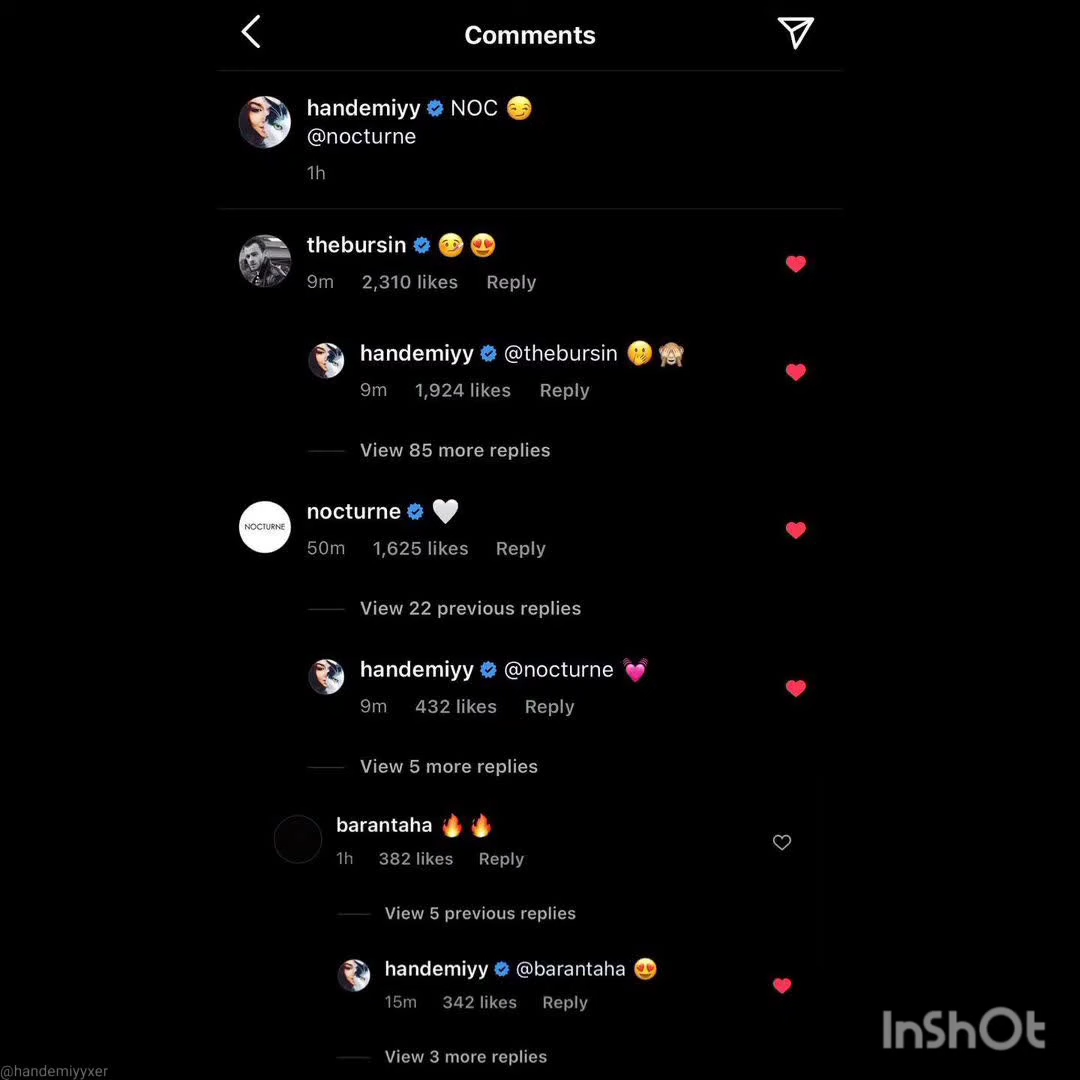 Comments
handemiyy NOC 😏
@nocturne
1h
thebursin 🤒😍
9m 2,310 likes Reply
handemiyy @thebursin 🤭🙈
9m 1,924 likes Reply
View 85 more replies
NOCTURNE
nocturne 🤍
50m 1,625 likes Reply
View 22 previous replies
handemiyy @nocturne 💓
9m 432 likes Reply
View 5 more replies
barantaha 🔥🔥
1h 382 likes Reply
View 5 previous replies
handemiyy @barantaha 😍
15m 342 likes Reply
View 3 more replies
InShOt
@handemiyyxer